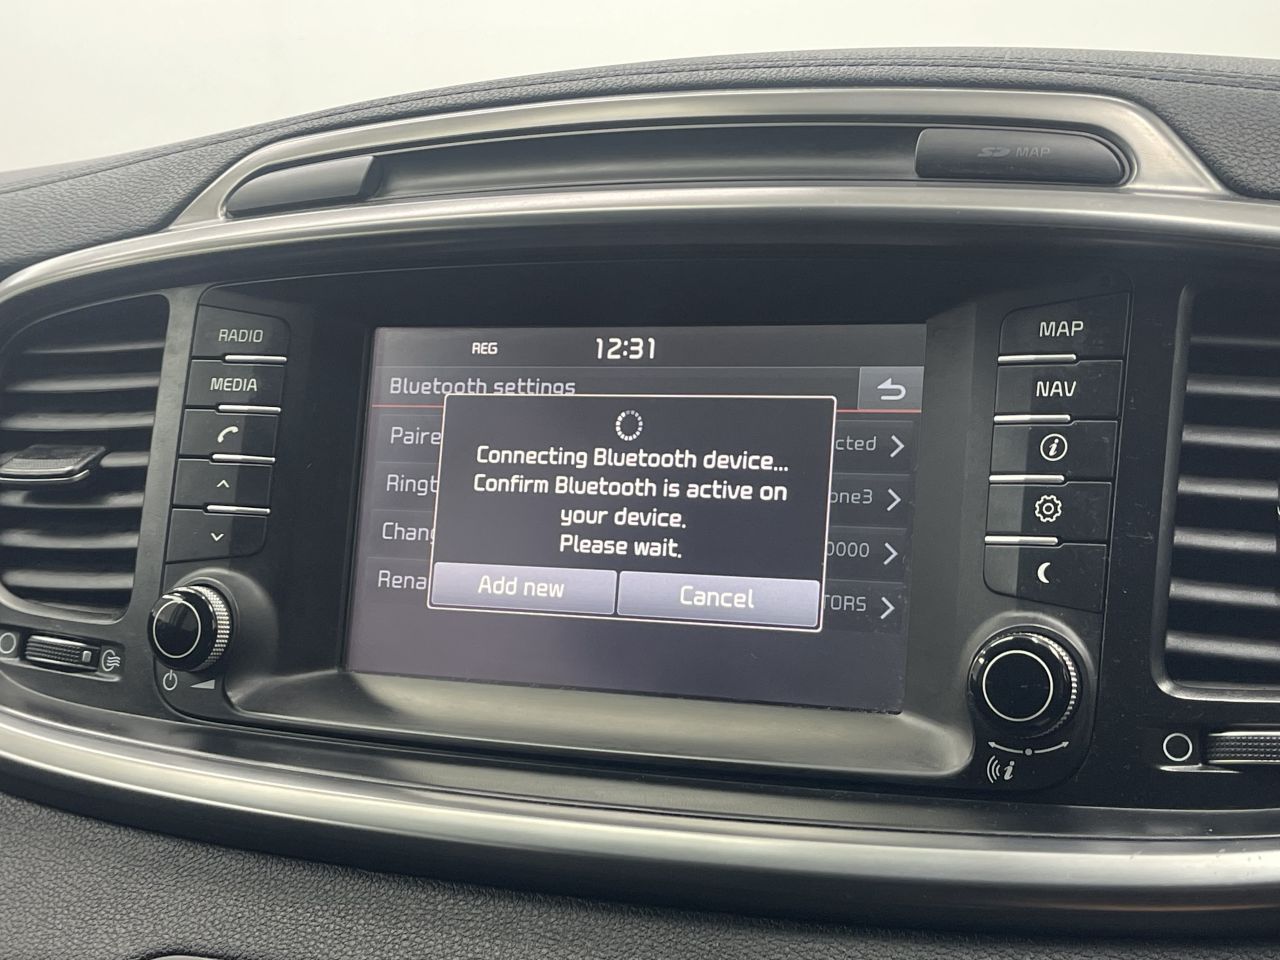 SD MAP
RADIO
MEDIA
MAP
NAV
REG 12:31
Bluetooth settings
Connecting Bluetooth device...
Confirm Bluetooth is active on
your device.
Please wait.
Add new Cancel